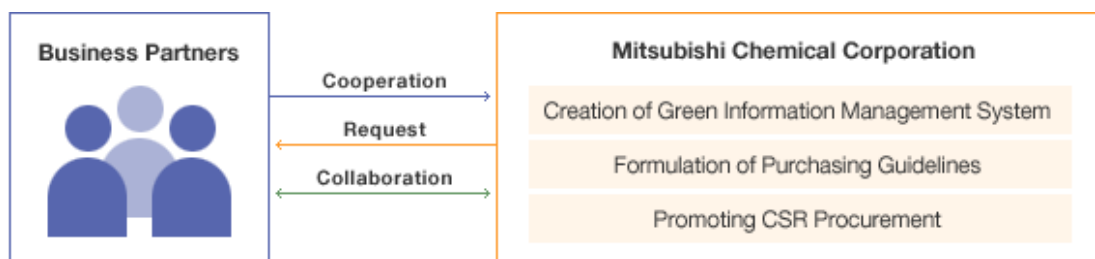 Business Partners
Cooperation
Request
Collaboration
Mitsubishi Chemical Corporation
Creation of Green Information Management System
Formulation of Purchasing Guidelines
Promoting CSR Procurement